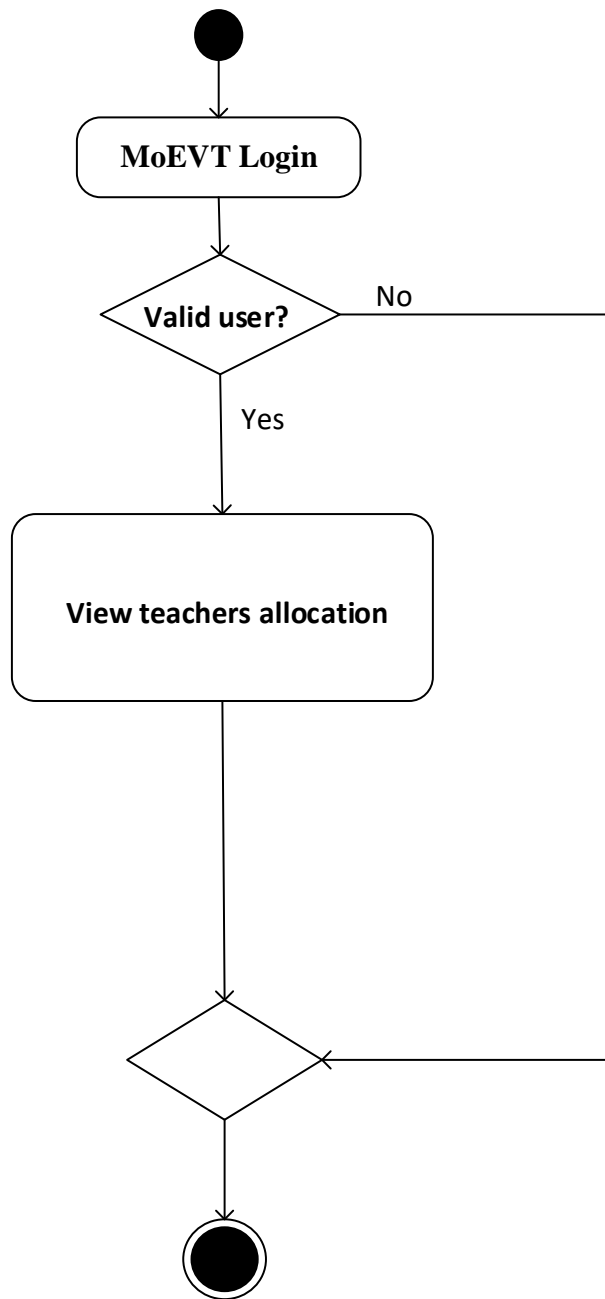 MoEVT Login
Valid user?
No
Yes
View teachers allocation